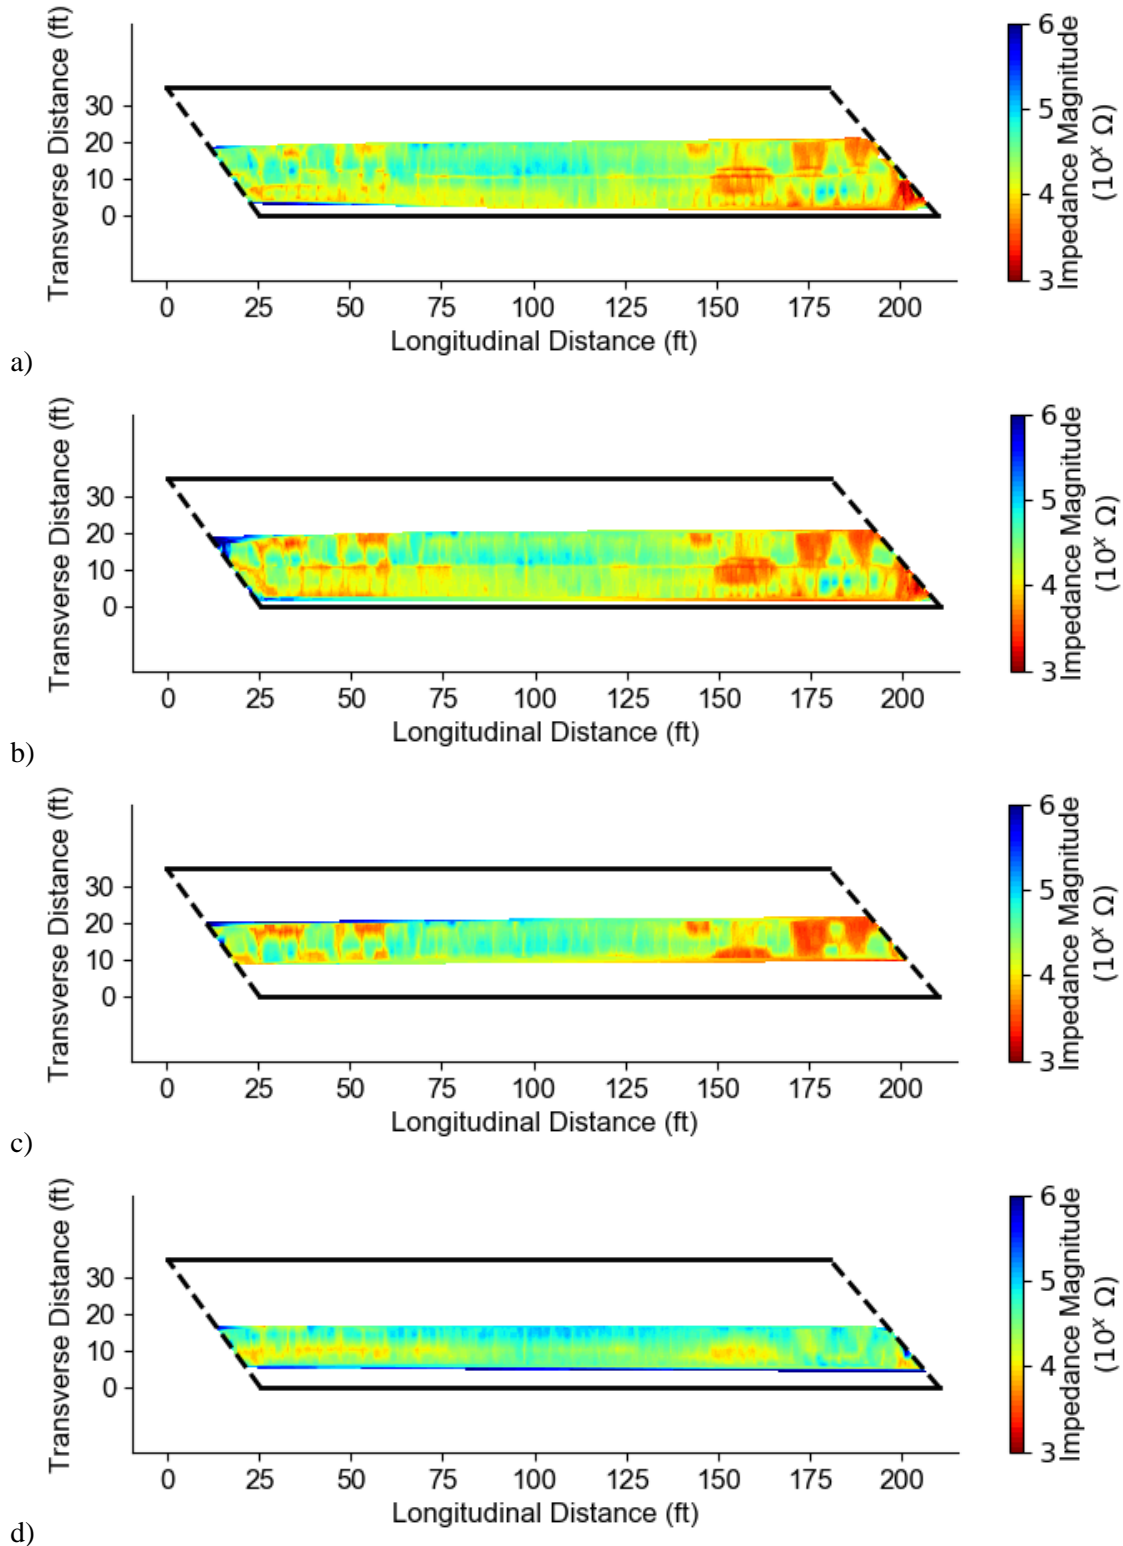 Transverse Distance (ft)
30
20
10
0
0 25 50 75 100 125 150 175 200
Longitudinal Distance (ft)
6
5
4
3
Impedance Magnitude
(10ˣ Ω)
a)
Transverse Distance (ft)
30
20
10
0
0 25 50 75 100 125 150 175 200
Longitudinal Distance (ft)
6
5
4
3
Impedance Magnitude
(10ˣ Ω)
b)
Transverse Distance (ft)
30
20
10
0
0 25 50 75 100 125 150 175 200
Longitudinal Distance (ft)
6
5
4
3
Impedance Magnitude
(10ˣ Ω)
c)
Transverse Distance (ft)
30
20
10
0
0 25 50 75 100 125 150 175 200
Longitudinal Distance (ft)
6
5
4
3
Impedance Magnitude
(10ˣ Ω)
d)